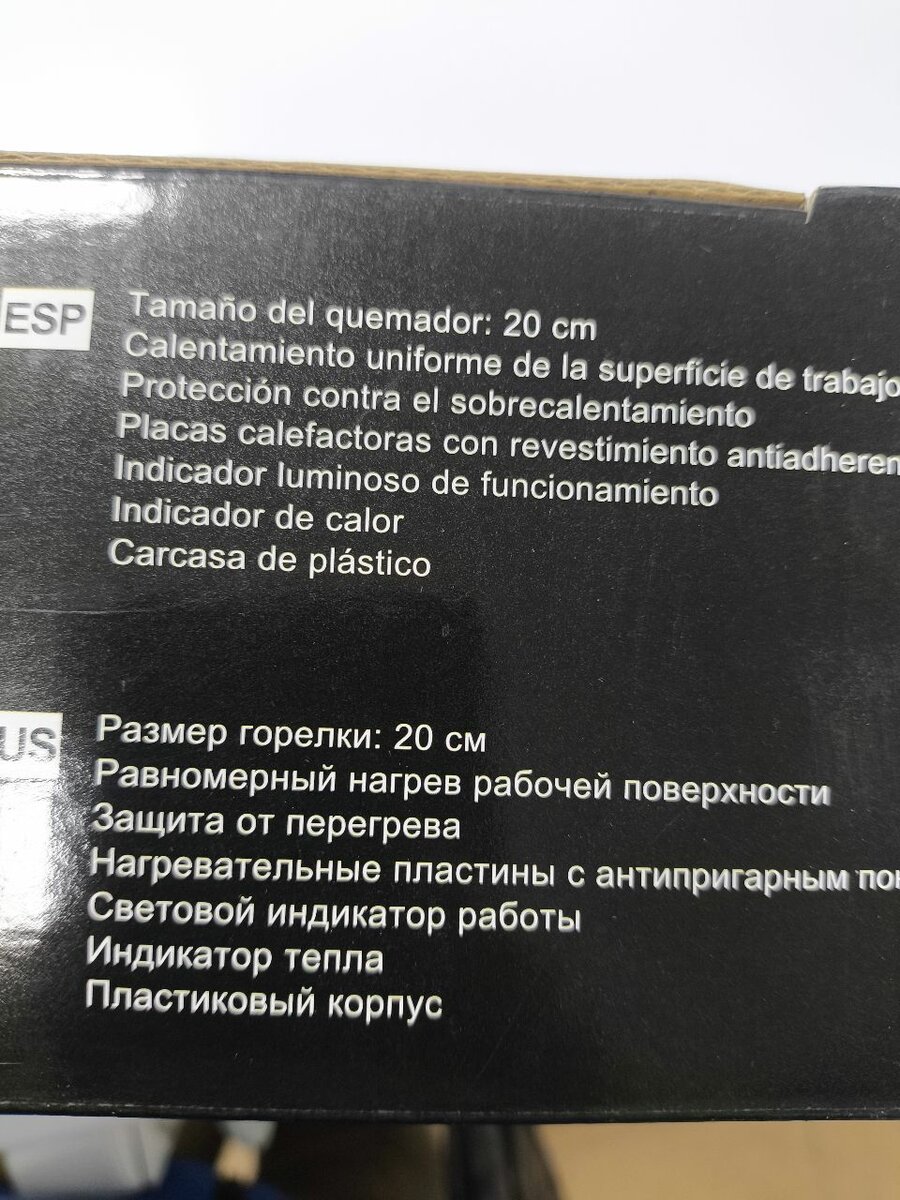 ESP
Tamaño del quemador: 20 cm
Calentamiento uniforme de la superficie de trabajo
Protección contra el sobrecalentamiento
Placas calefactoras con revestimiento
Indicador luminoso de funcionamiento
Indicador de calor
Carcasa de plástico
US
Размер горелки: 20 см
Равномерный нагрев рабочей поверхности
Защита от перегрева
Нагревательные пластины с антипригарным
Световой индикатор работы
Индикатор тепла
Пластиковый корпус